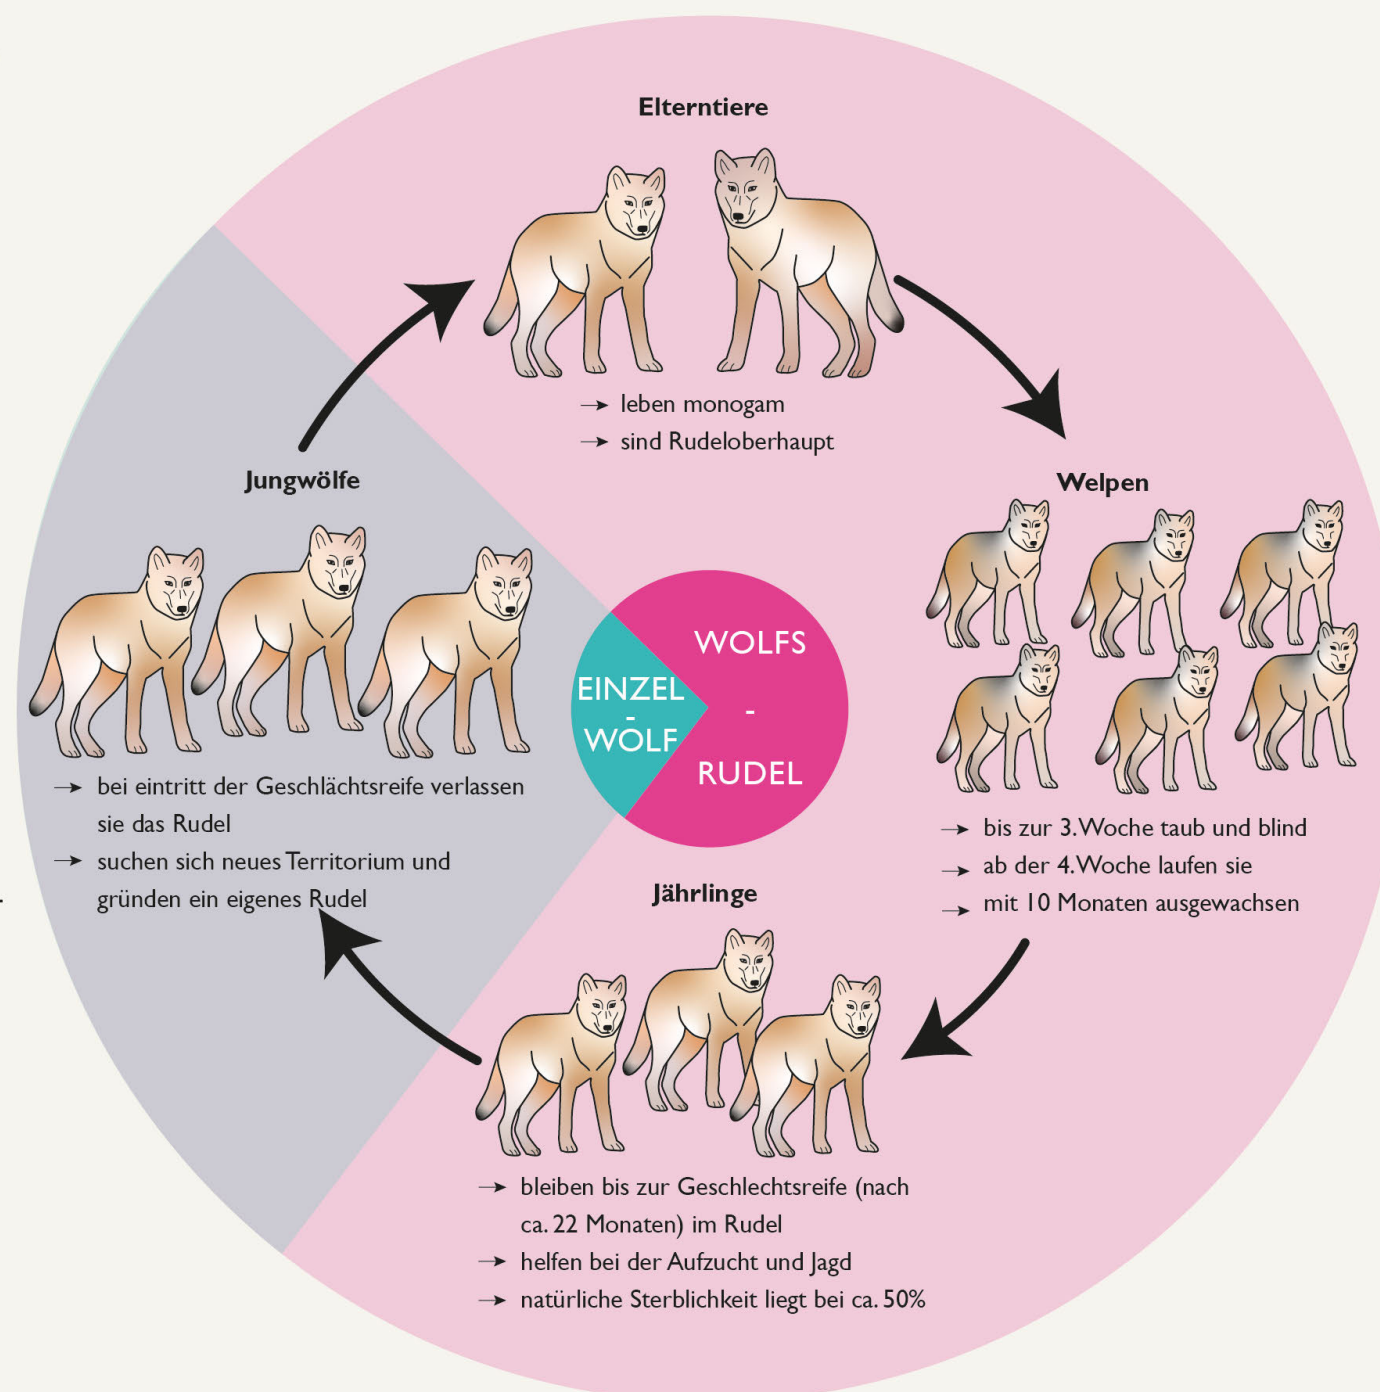 Elterntiere
→ leben monogam
→ sind Rudeloberhaupt
Welpen
→ bis zur 3. Woche taub und blind
→ ab der 4. Woche laufen sie
→ mit 10 Monaten ausgewachsen
Jährlinge
→ bleiben bis zur Geschlechtsreife (nach
ca. 22 Monaten) im Rudel
→ helfen bei der Aufzucht und Jagd
→ natürliche Sterblichkeit liegt bei ca. 50%
Jungwölfe
→ bei eintritt der Geschlächtsreife verlassen
sie das Rudel
→ suchen sich neues Territorium und
gründen ein eigenes Rudel
WOLFS
-
RUDEL
EINZEL
-
WÖLF